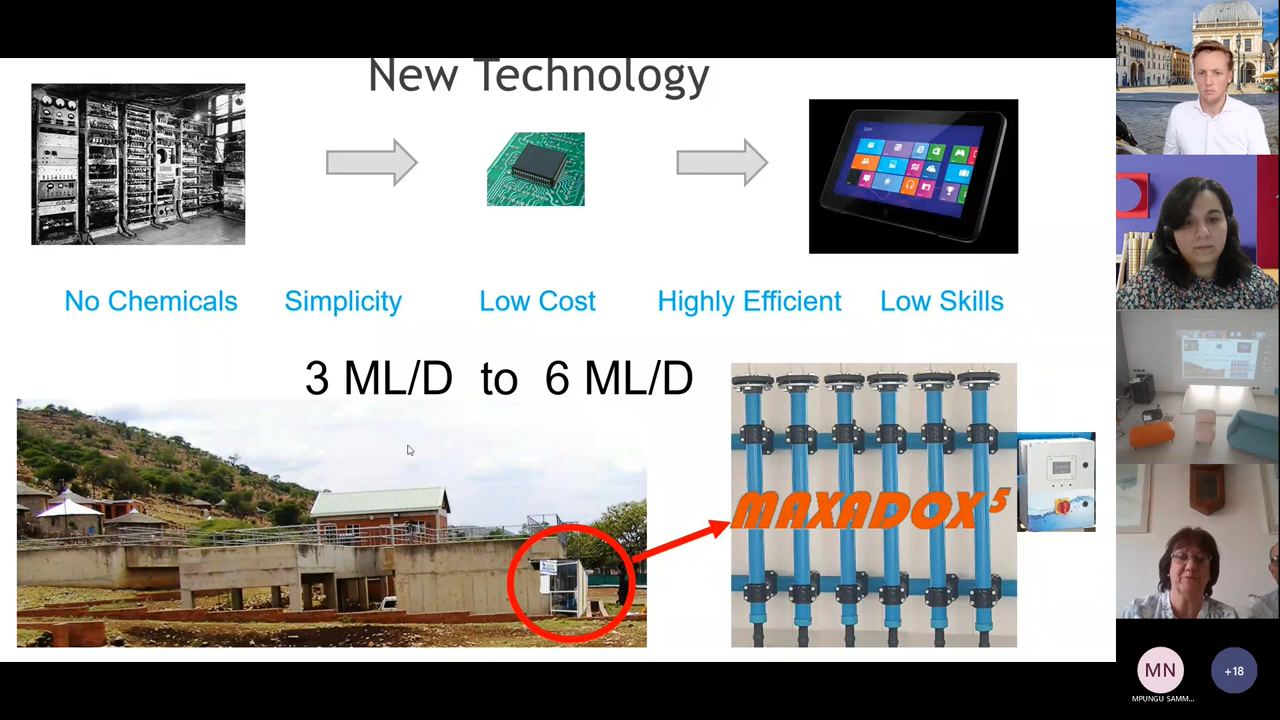 New Technology
Start
No Chemicals
Simplicity
Low Cost
Highly Efficient
Low Skills
3 ML/D to 6 ML/D
MAXADOX⁵
MN
+18
MPUNGU SAMM...